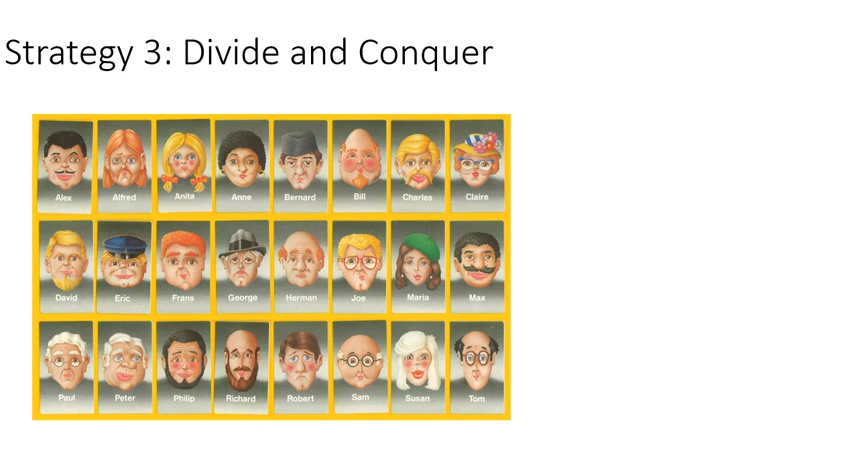 Strategy 3: Divide and Conquer
Alex Alfred Anita Anne Bernard Bill Charles Claire
David Eric Frans George Herman Joe Maria Max
Paul Peter Philip Richard Robert Sam Susan Tom